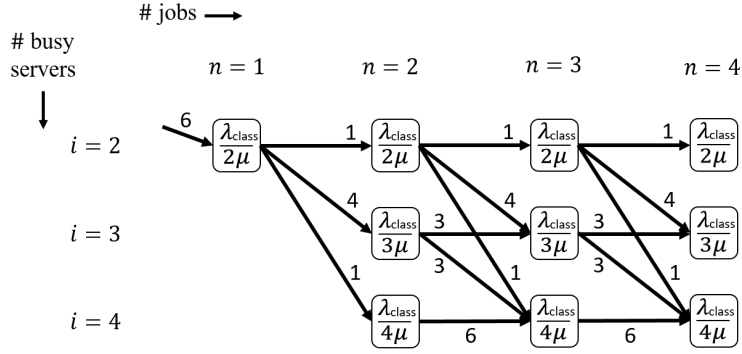 # jobs
# busy
servers
n = 1
n = 2
n = 3
n = 4
6
1
1
1
i = 2
λclass
2μ
λclass
2μ
λclass
2μ
λclass
2μ
4
4
4
i = 3
3
3
λclass
3μ
λclass
3μ
λclass
3μ
3
3
1
1
1
i = 4
λclass
4μ
λclass
4μ
λclass
4μ
6
6